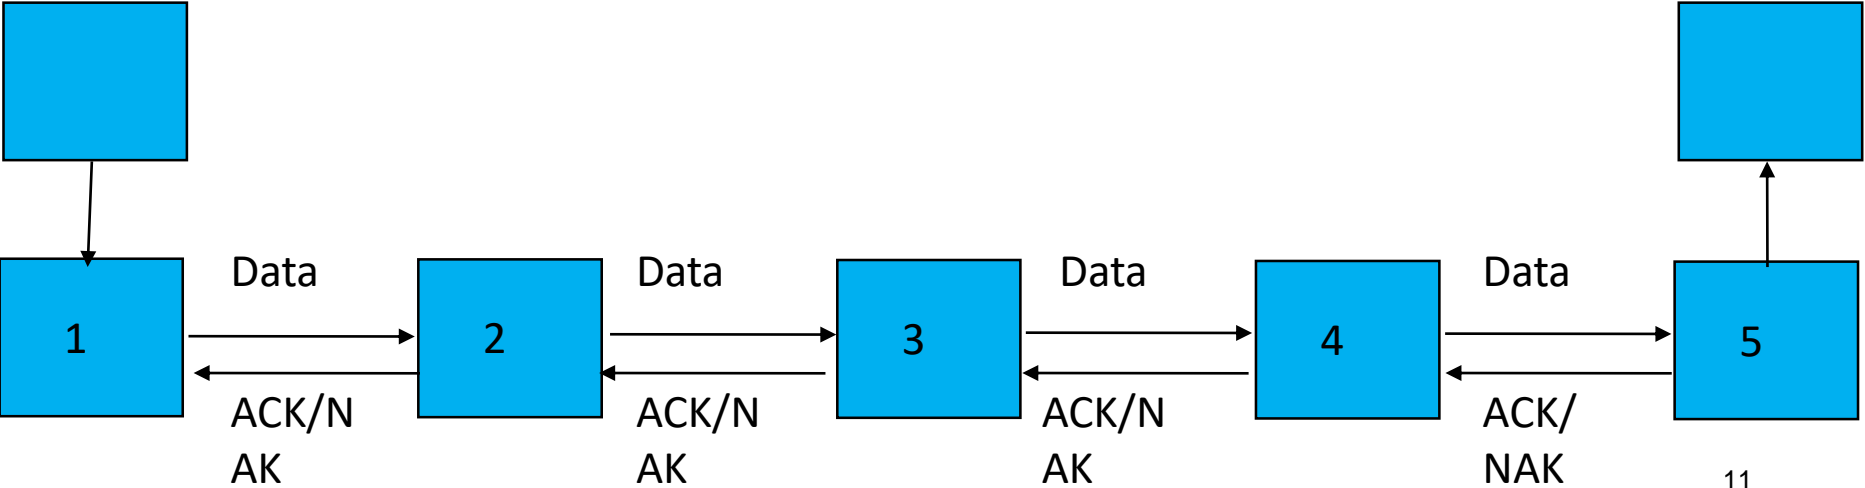 Data
Data
Data
Data
1
2
3
4
5
ACK/N
AK
ACK/N
AK
ACK/N
AK
ACK/
NAK
11